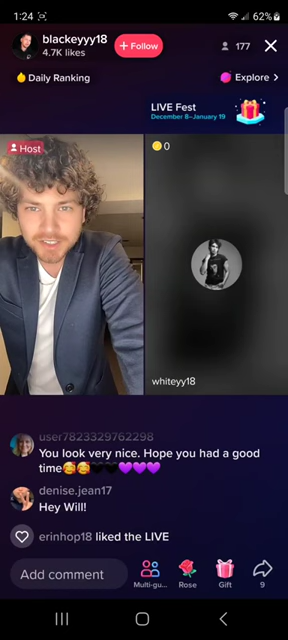 1:24
62%
blackeyyy18
4.7K likes
+ Follow
177
Daily Ranking
Explore >
LIVE Fest
December 8–January 19
Host
0
whiteyy18
user7823329762298
You look very nice. Hope you had a good
time🥰🥰🖤🖤💜💜💜
denise.jean17
Hey Will!
erinhop18 liked the LIVE
Add comment
Multi-gu...
Rose
Gift
9